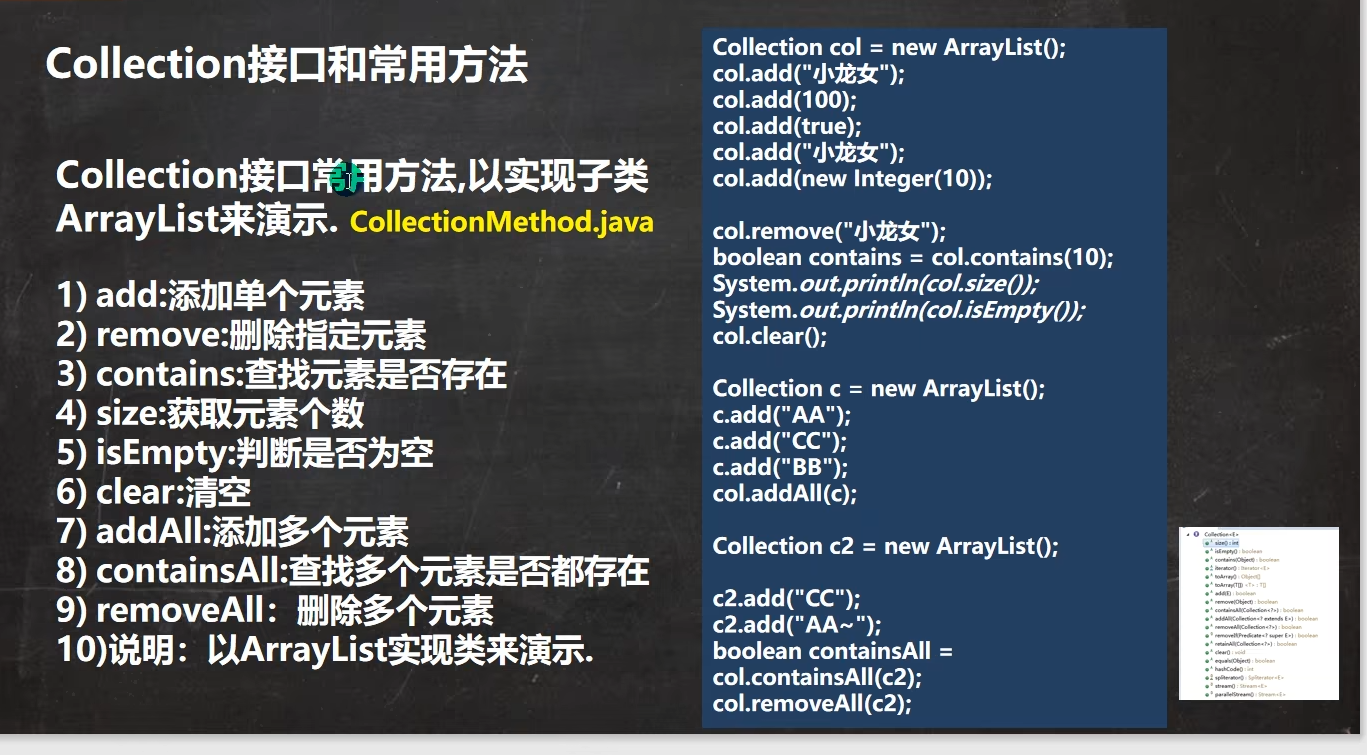 Collection接口和常用方法
Collection接口常用方法,以实现子类
ArrayList来演示. CollectionMethod.java
1) add:添加单个元素
2) remove:删除指定元素
3) contains:查找元素是否存在
4) size:获取元素个数
5) isEmpty:判断是否为空
6) clear:清空
7) addAll:添加多个元素
8) containsAll:查找多个元素是否都存在
9) removeAll：删除多个元素
10)说明：以ArrayList实现类来演示.
Collection col = new ArrayList();
col.add("小龙女");
col.add(100);
col.add(true);
col.add("小龙女");
col.add(new Integer(10));
col.remove("小龙女");
boolean contains = col.contains(10);
System.out.println(col.size());
System.out.println(col.isEmpty());
col.clear();
Collection c = new ArrayList();
c.add("AA");
c.add("CC");
c.add("BB");
col.addAll(c);
Collection c2 = new ArrayList();
c2.add("CC");
c2.add("AA~");
boolean containsAll =
col.containsAll(c2);
col.removeAll(c2);
Collection<E>
size() : int
isEmpty() : boolean
contains(Object) : boolean
iterator() : Iterator<E>
toArray() : Object[]
toArray(T[]) <T> : T[]
add(E) : boolean
remove(Object) : boolean
containsAll(Collection<?>) : boolean
addAll(Collection<? extends E>) : boolean
removeAll(Collection<?>) : boolean
removeIf(Predicate<? super E>) : boolean
retainAll(Collection<?>) : boolean
clear() : void
equals(Object) : boolean
hashCode() : int
spliterator() : Spliterator<E>
stream() : Stream<E>
parallelStream() : Stream<E>